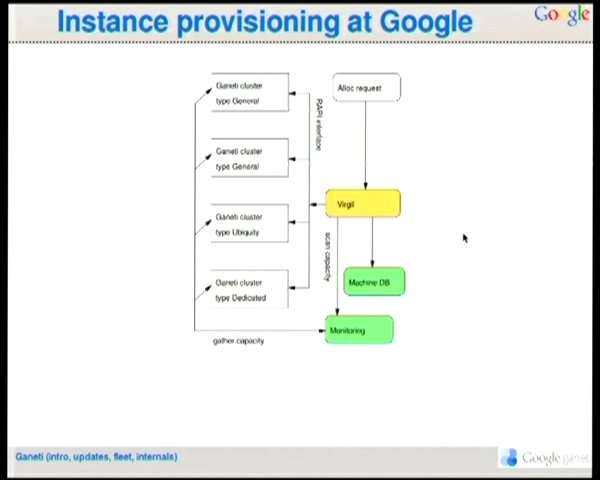 Instance provisioning at Google
Google
Ganeti cluster
type General
Alloc request
RAPI interface
Ganeti cluster
type General
Virgil
Ganeti cluster
type Ubiquity
scan capacity
Ganeti cluster
type Dedicated
Machine DB
Monitoring
gather capacity
Ganeti (intro, updates, fleet, internals)
Google ganeti